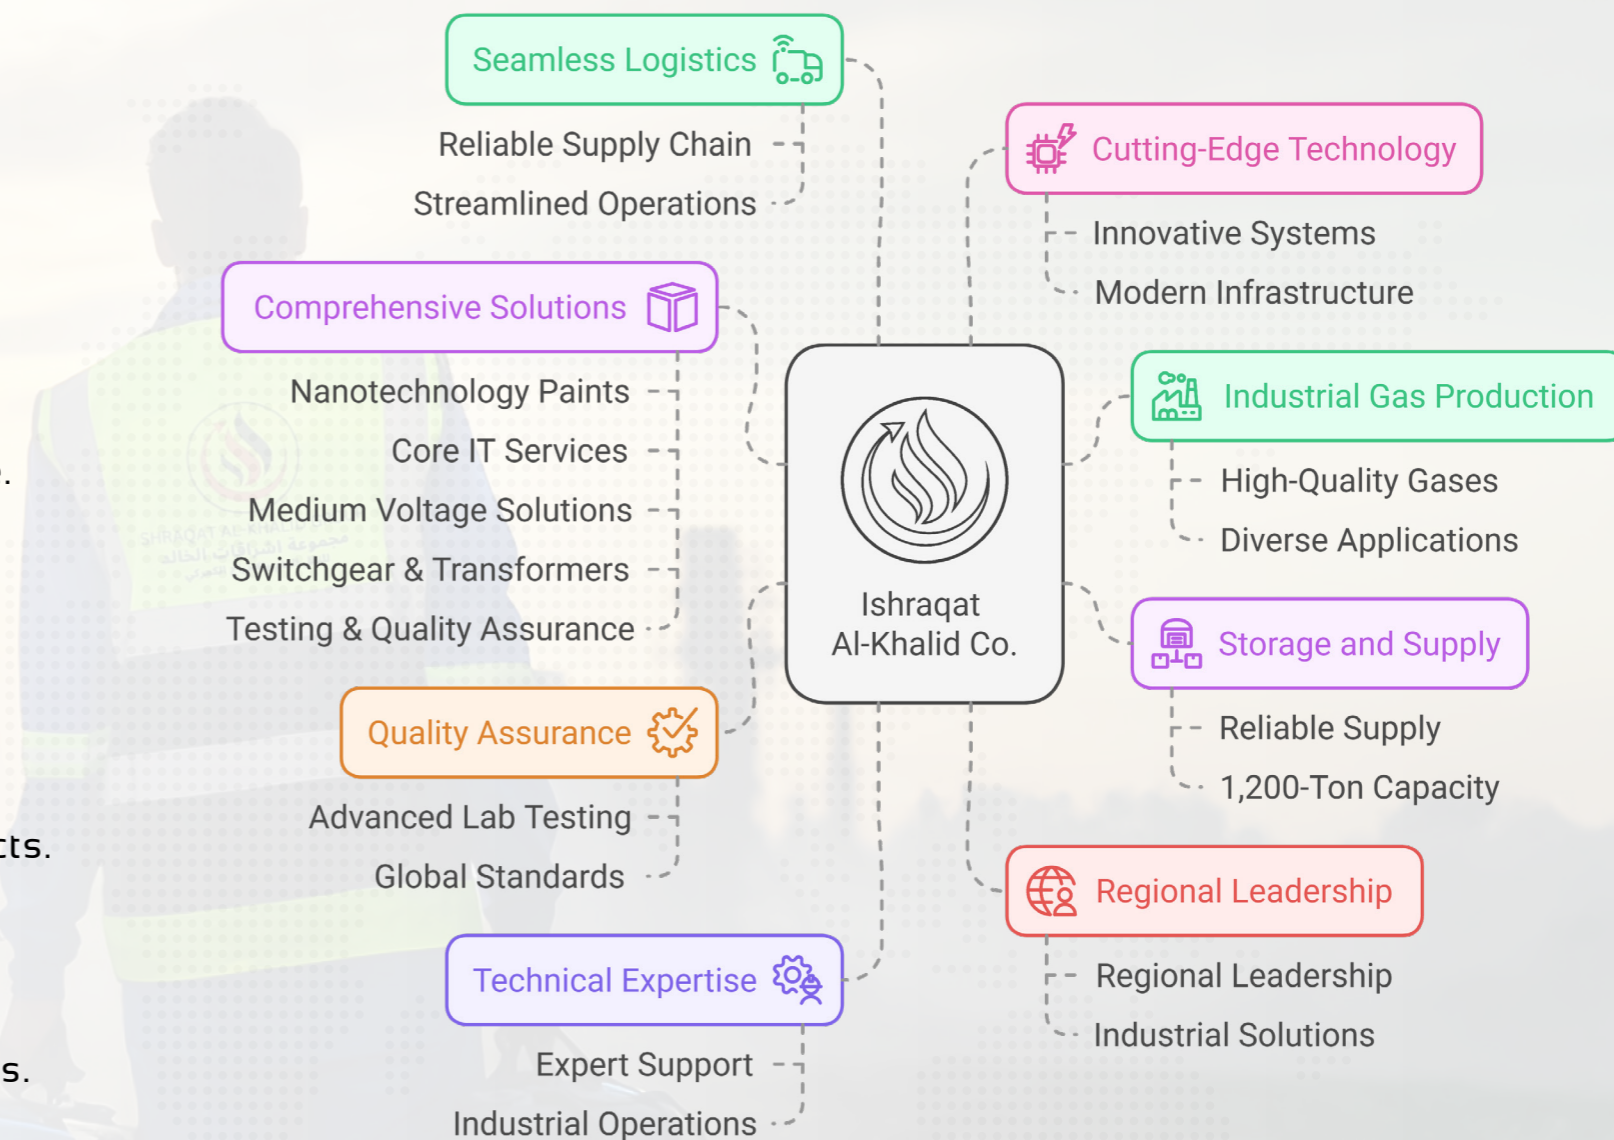 Seamless Logistics
Reliable Supply Chain
Streamlined Operations
Comprehensive Solutions
Nanotechnology Paints
Core IT Services
Medium Voltage Solutions
Switchgear & Transformers
Testing & Quality Assurance
Quality Assurance
Advanced Lab Testing
Global Standards
Technical Expertise
Expert Support
Industrial Operations
Ishraqat
Al-Khalid Co.
Cutting-Edge Technology
Innovative Systems
Modern Infrastructure
Industrial Gas Production
High-Quality Gases
Diverse Applications
Storage and Supply
Reliable Supply
1,200-Ton Capacity
Regional Leadership
Regional Leadership
Industrial Solutions
مجموعة إشراقات الخالد